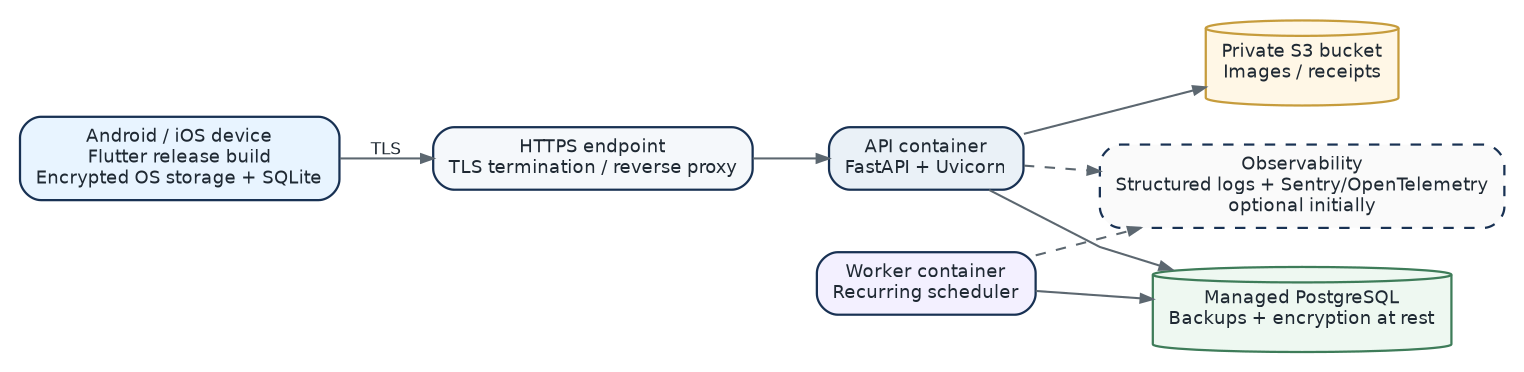 Android / iOS device
Flutter release build
Encrypted OS storage + SQLite
TLS
HTTPS endpoint
TLS termination / reverse proxy
API container
FastAPI + Uvicorn
Private S3 bucket
Images / receipts
Observability
Structured logs + Sentry/OpenTelemetry
optional initially
Worker container
Recurring scheduler
Managed PostgreSQL
Backups + encryption at rest